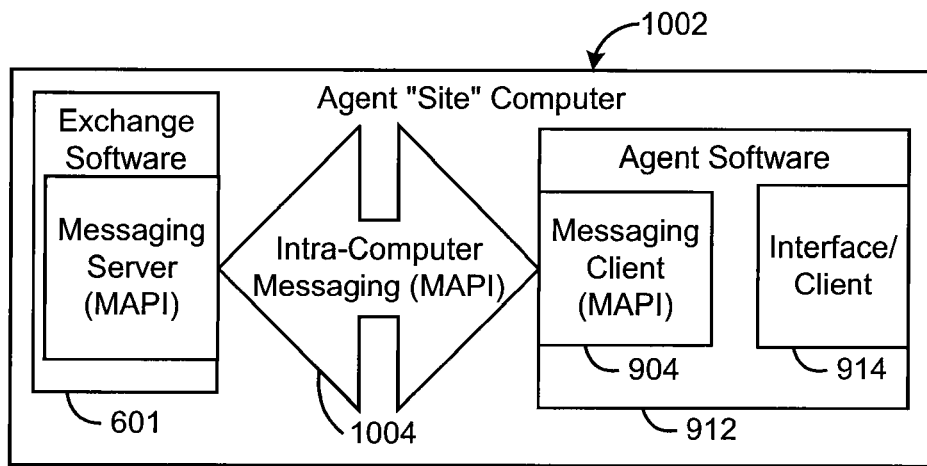 1002
Agent "Site" Computer
Exchange
Software
Messaging
Server
(MAPI)
Intra-Computer
Messaging (MAPI)
Agent Software
Messaging
Client
(MAPI)
Interface/
Client
904
914
601
1004
912